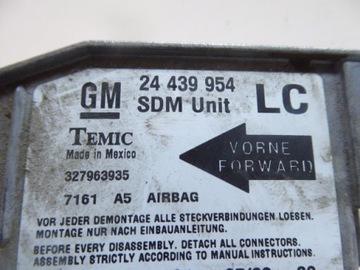 GM 24 439 954 LC
SDM Unit
TEMIC
Made in Mexico
VORNE
FORWARD
327963935
7161 A5 AIRBAG
VOR JEDER DEMONTAGE ALLE STECKVERBINDUNGEN LOESEN.
MONTAGE NUR NACH EINBAUANLEITUNG.
BEFORE EVERY DISASSEMBLY. DETACH ALL CONNECTORS.
ASSEMBLY STRICTLY ACCORDING TO MANUAL INSTRUCTIONS.